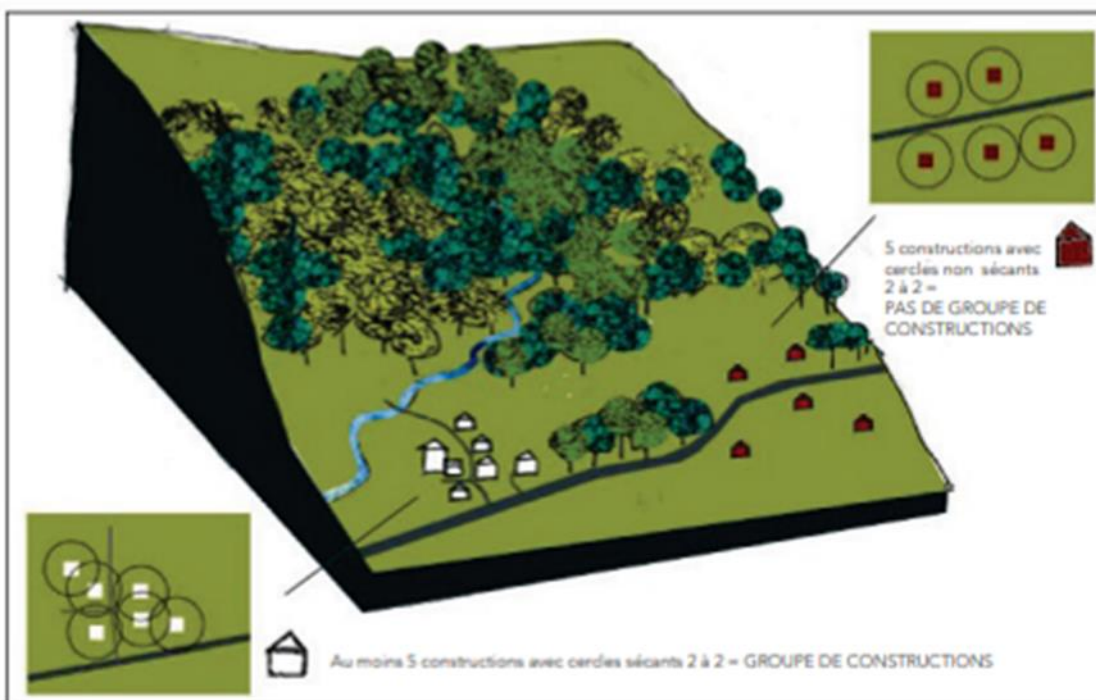 5 constructions avec
cercles non sécants
2 à 2 =
PAS DE GROUPE DE
CONSTRUCTIONS
Au moins 5 constructions avec cercles sécants 2 à 2 = GROUPE DE CONSTRUCTIONS